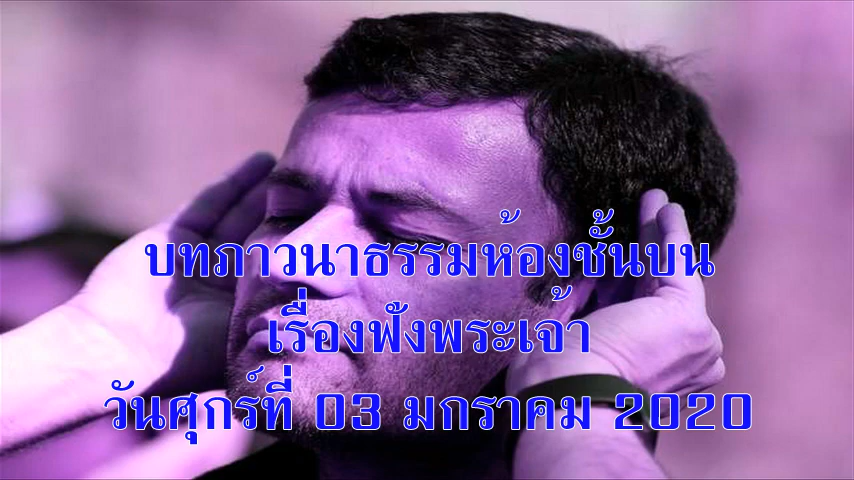 บทภาวนาธรรมห้องชั้นบน
เรื่องฟังพระเจ้า
วันศุกร์ที่ 03 มกราคม 2020